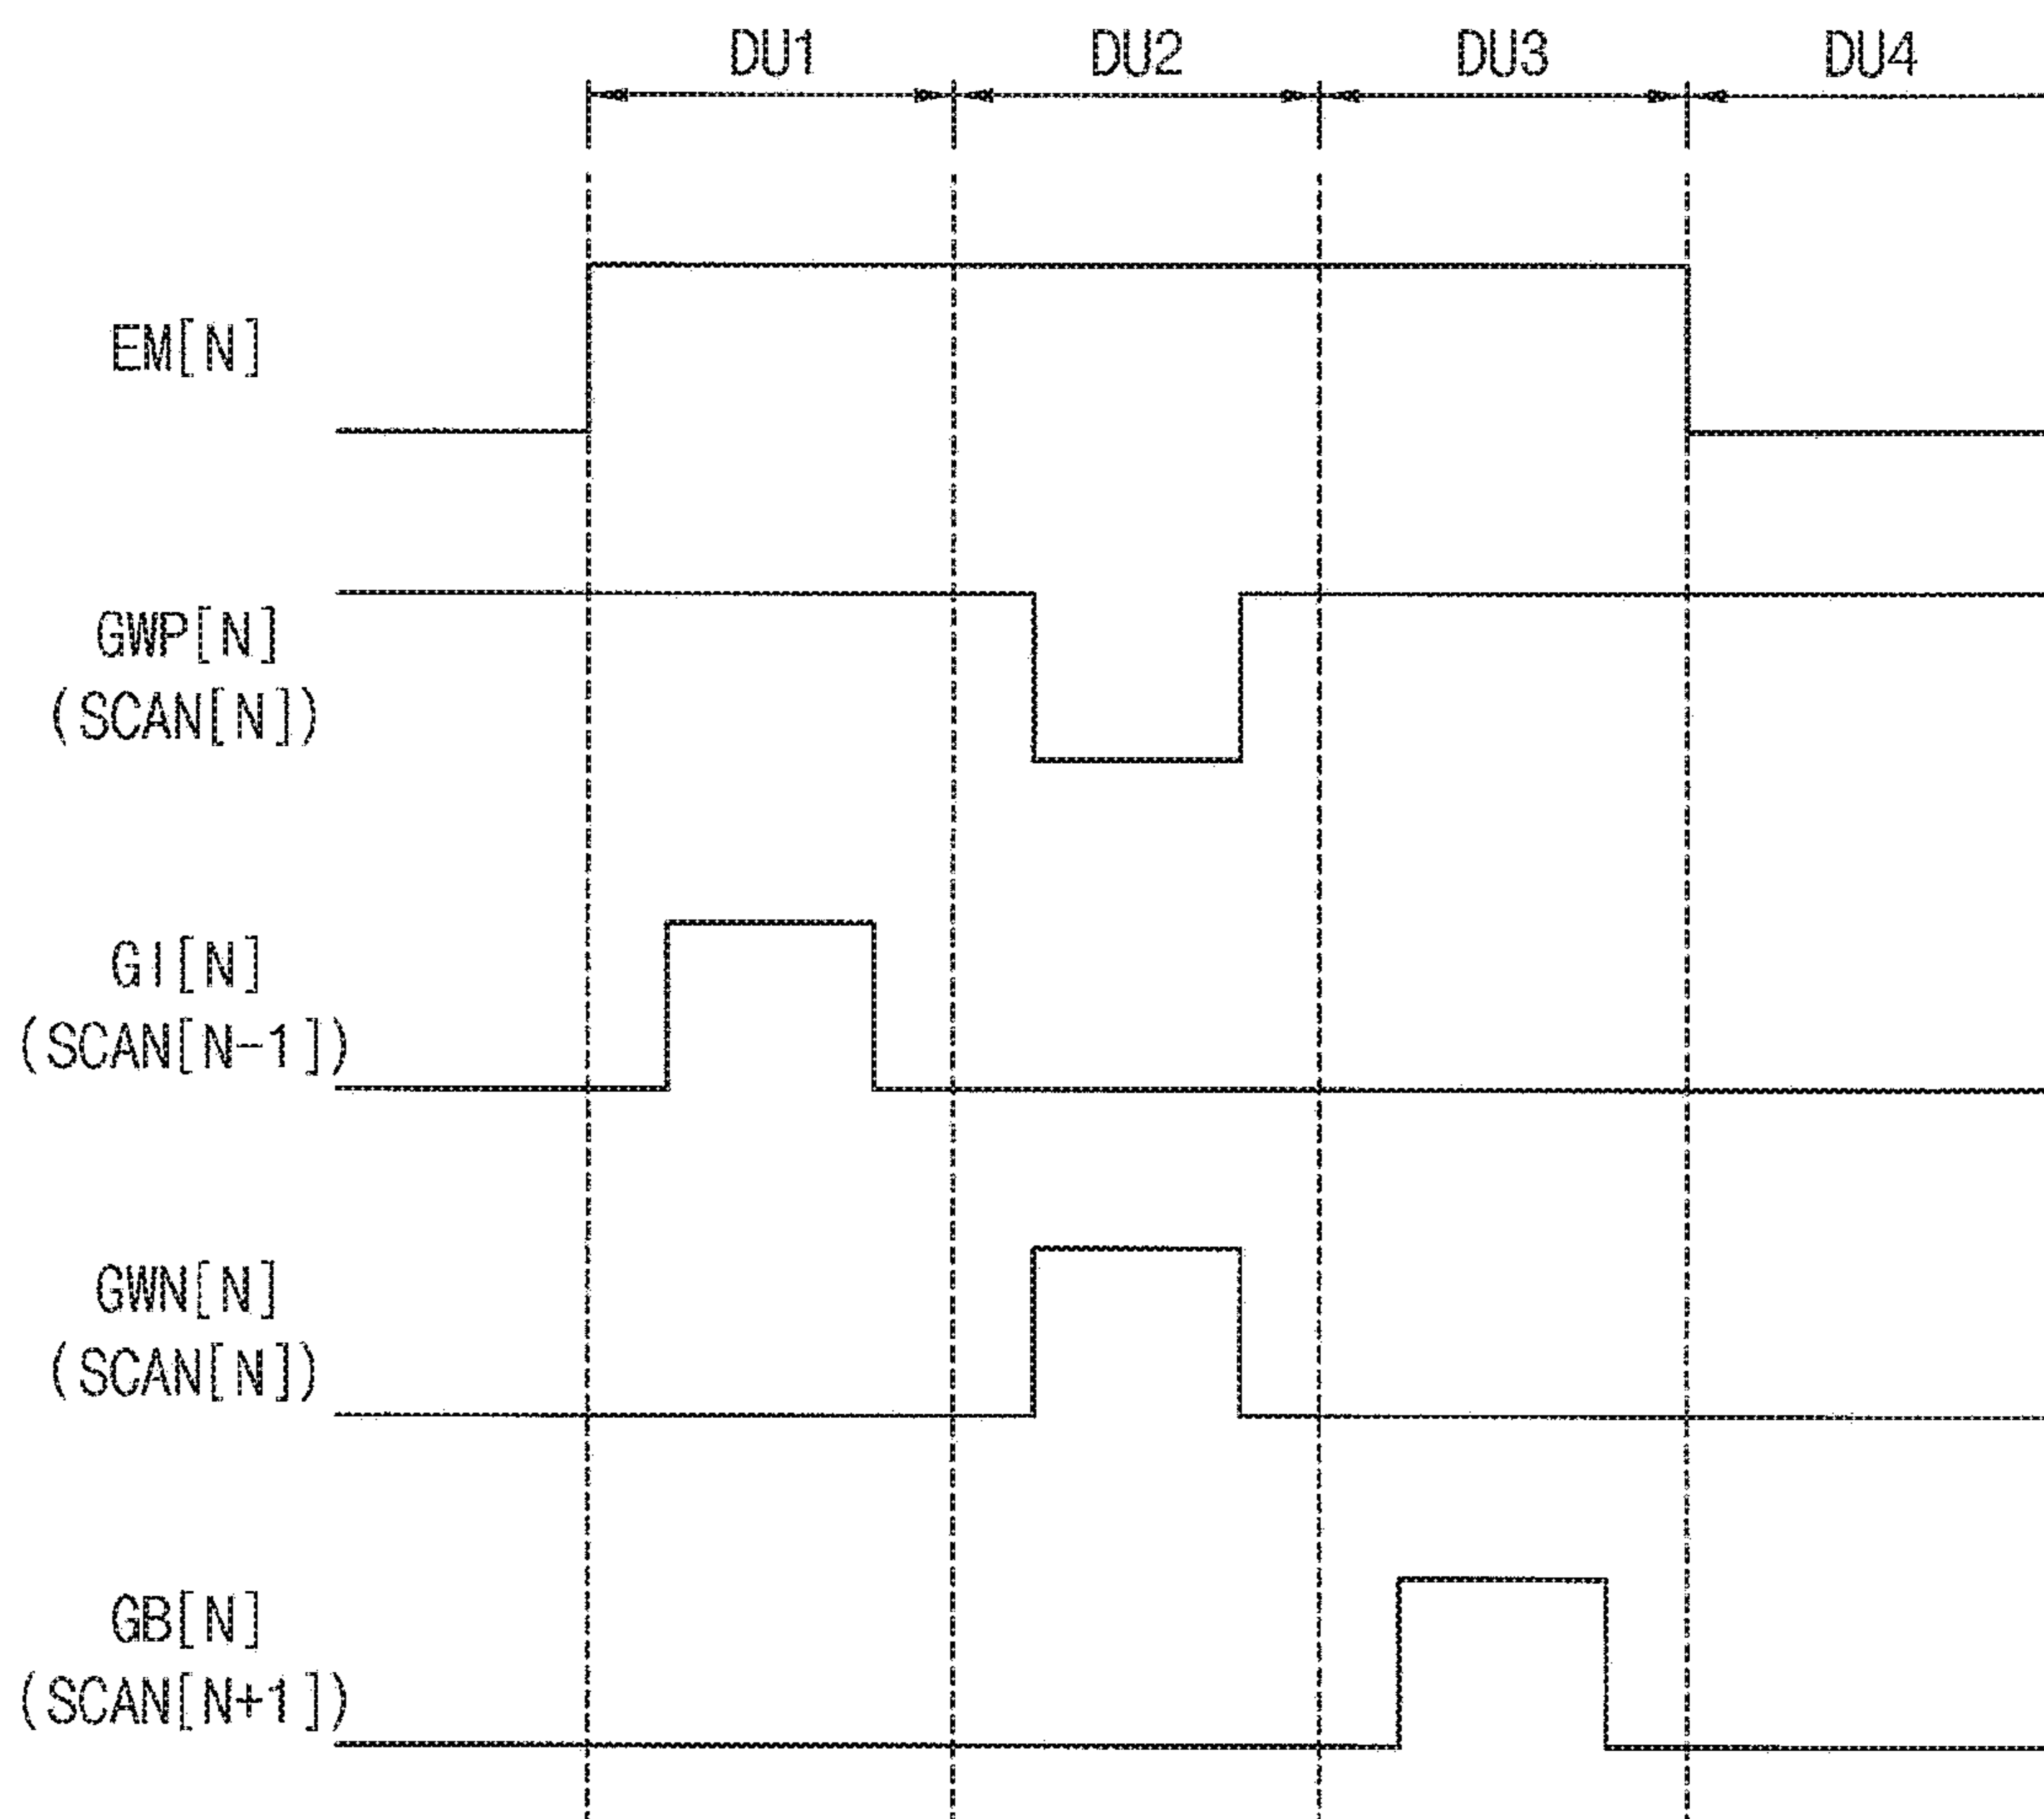 DU1 DU2 DU3 DU4
EM[N]
GWP[N]
(SCAN[N])
GI[N]
(SCAN[N-1])
GWN[N]
(SCAN[N])
GB[N]
(SCAN[N+1])